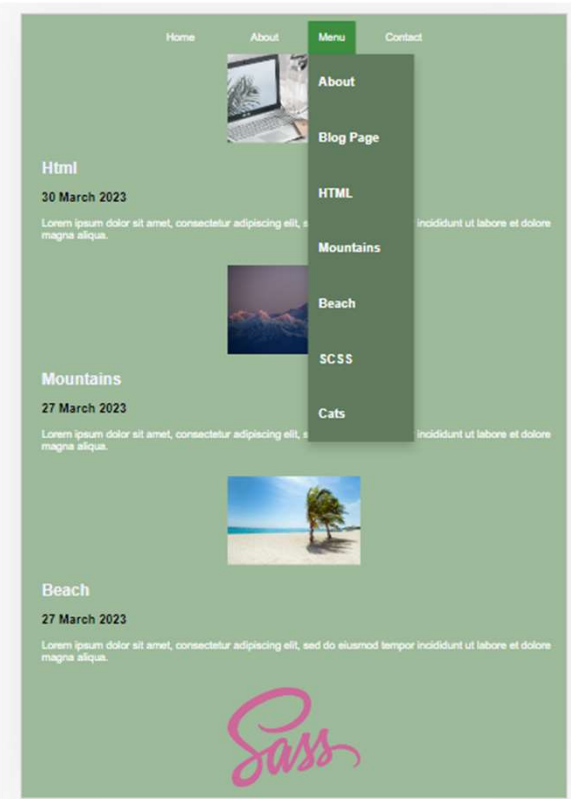 Home About Menu Contact
About
Blog Page
HTML
Mountains
Beach
SCSS
Cats
Html
30 March 2023
Lorem ipsum dolor sit amet, consectetur adipiscing elit, s incididunt ut labore et dolore
magna aliqua.
Mountains
27 March 2023
Lorem ipsum dolor sit amet, consectetur adipiscing elit, s incididunt ut labore et dolore
magna aliqua.
Beach
27 March 2023
Lorem ipsum dolor sit amet, consectetur adipiscing elit, sed do eiusmod tempor incididunt ut labore et dolore
magna aliqua.
Sass